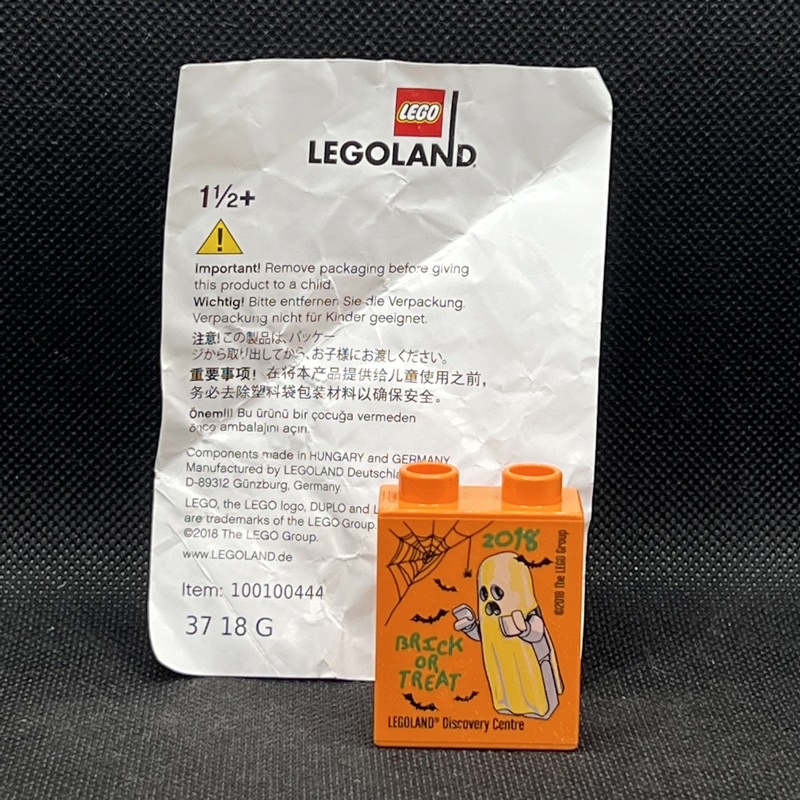 LEGO
LEGOLAND
1½+
Important! Remove packaging before giving
this product to a child.
Wichtig! Bitte entfernen Sie die Verpackung.
Verpackung nicht für Kinder geeignet.
注意!この製品は、パッケー
ジから取り出してから、お子様にお渡しください。
重要事项！在将本产品提供给儿童使用之前，
务必去除塑料袋包装材料以确保安全。
Önemli! Bu ürünü bir çocuğa vermeden
önce ambalajını açın.
Components made in HUNGARY and GERMANY
Manufactured by LEGOLAND
D-89312 Günzburg, Germany.
LEGO, the LEGO logo, DUPLO and
are trademarks of the LEGO Group.
©2018 The LEGO Group.
www.LEGOLAND.de
Item: 100100444
37 18 G
2018
©2018 The LEGO Group
BRICK
OR
TREAT
LEGOLAND® Discovery Centre